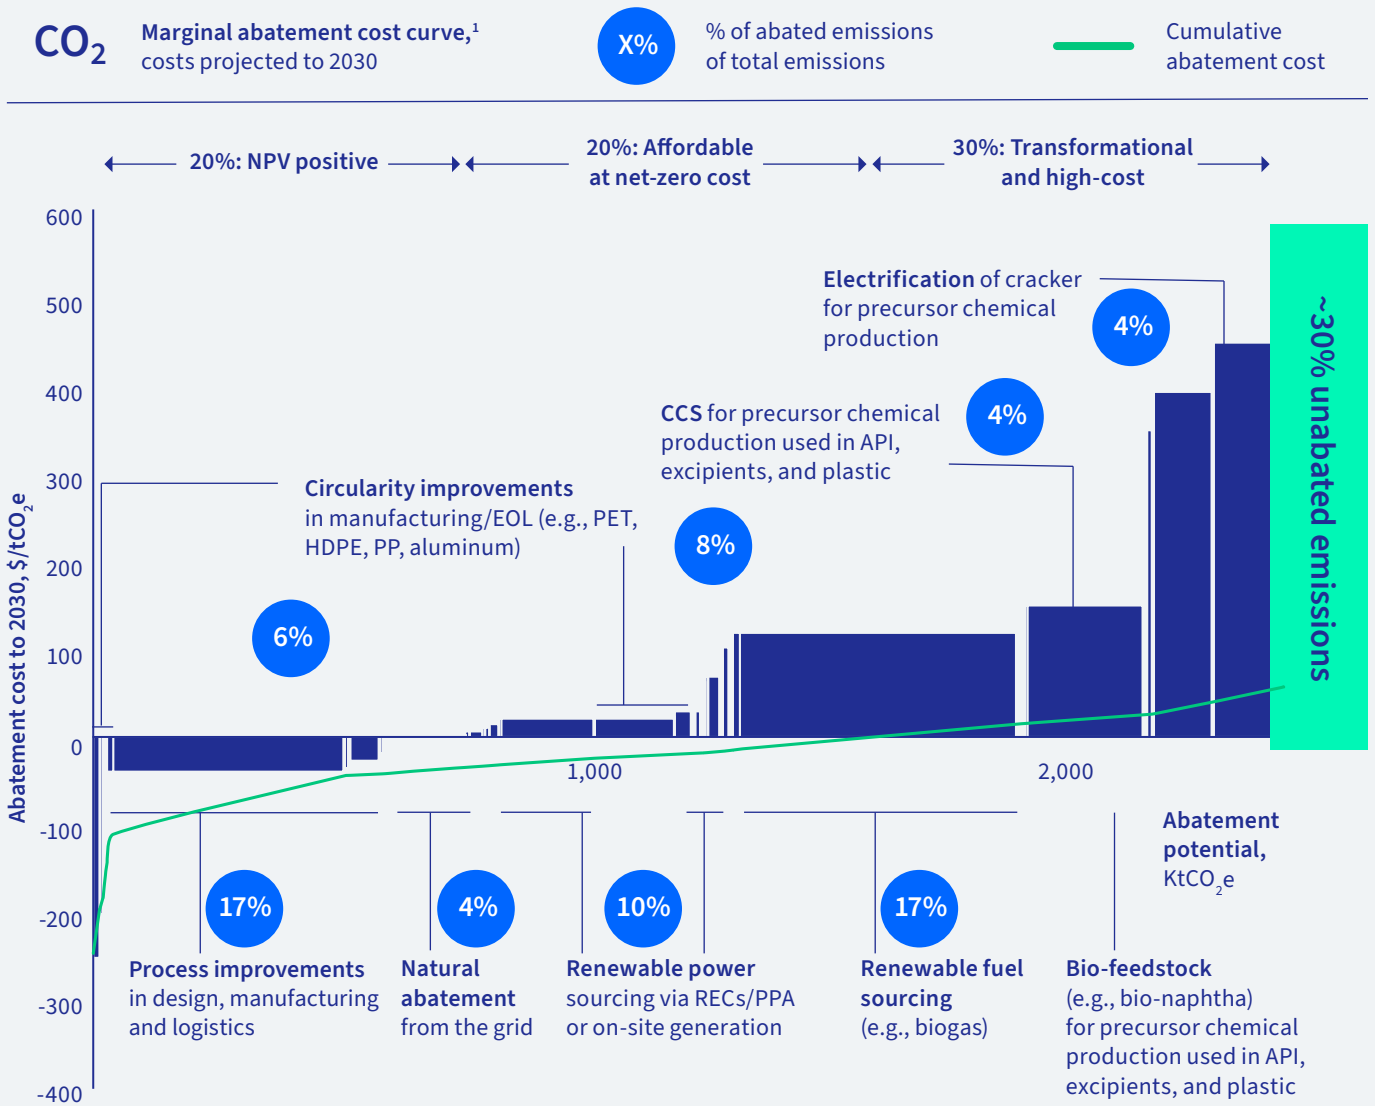 CO2
Marginal abatement cost curve,1
costs projected to 2030
X%
% of abated emissions
of total emissions
Cumulative
abatement cost
20%: NPV positive
20%: Affordable
at net-zero cost
30%: Transformational
and high-cost
Abatement cost to 2030, $/tCO2e
600
500
400
300
200
100
0
-100
-200
-300
-400
Electrification of cracker
for precursor chemical
production
4%
CCS for precursor chemical
production used in API,
excipients, and plastic
4%
Circularity improvements
in manufacturing/EOL (e.g., PET,
HDPE, PP, aluminum)
8%
6%
~30% unabated emissions
1,000
2,000
Abatement
potential,
KtCO2e
17%
4%
10%
17%
Process improvements
in design, manufacturing
and logistics
Natural
abatement
from the grid
Renewable power
sourcing via RECs/PPA
or on-site generation
Renewable fuel
sourcing
(e.g., biogas)
Bio-feedstock
(e.g., bio-naphtha)
for precursor chemical
production used in API,
excipients, and plastic